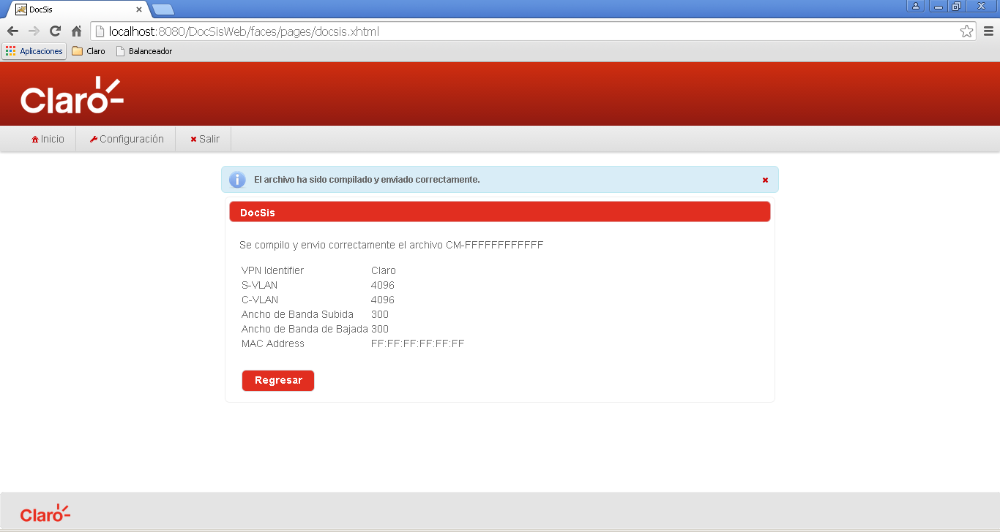 DocSis
localhost:8080/DocSisWeb/faces/pages/docsis.xhtml
Aplicaciones Claro Balanceador
Claro
Inicio Configuración Salir
El archivo ha sido compilado y enviado correctamente.
DocSis
Se compilo y envio correctamente el archivo CM-FFFFFFFFFFFF
VPN Identifier Claro
S-VLAN 4096
C-VLAN 4096
Ancho de Banda Subida 300
Ancho de Banda de Bajada 300
MAC Address FF:FF:FF:FF:FF:FF
Regresar
Claro